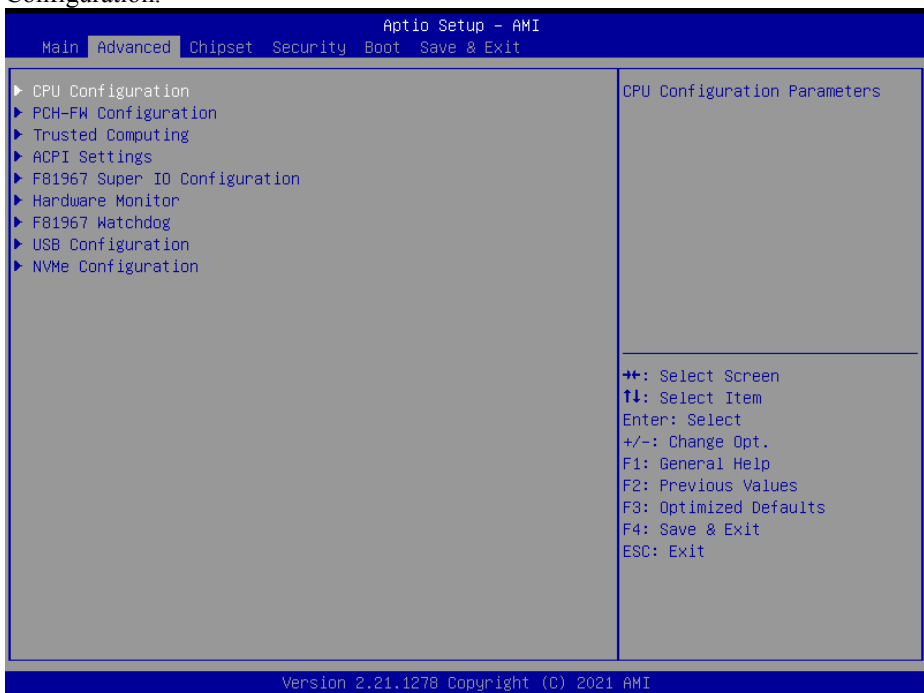 Configuration.
Aptio Setup – AMI
Main Advanced Chipset Security Boot Save & Exit
▶ CPU Configuration
▶ PCH-FW Configuration
▶ Trusted Computing
▶ ACPI Settings
▶ F81967 Super IO Configuration
▶ Hardware Monitor
▶ F81967 Watchdog
▶ USB Configuration
▶ NVMe Configuration
CPU Configuration Parameters
→←: Select Screen
↑↓: Select Item
Enter: Select
+/-: Change Opt.
F1: General Help
F2: Previous Values
F3: Optimized Defaults
F4: Save & Exit
ESC: Exit
Version 2.21.1278 Copyright (C) 2021 AMI